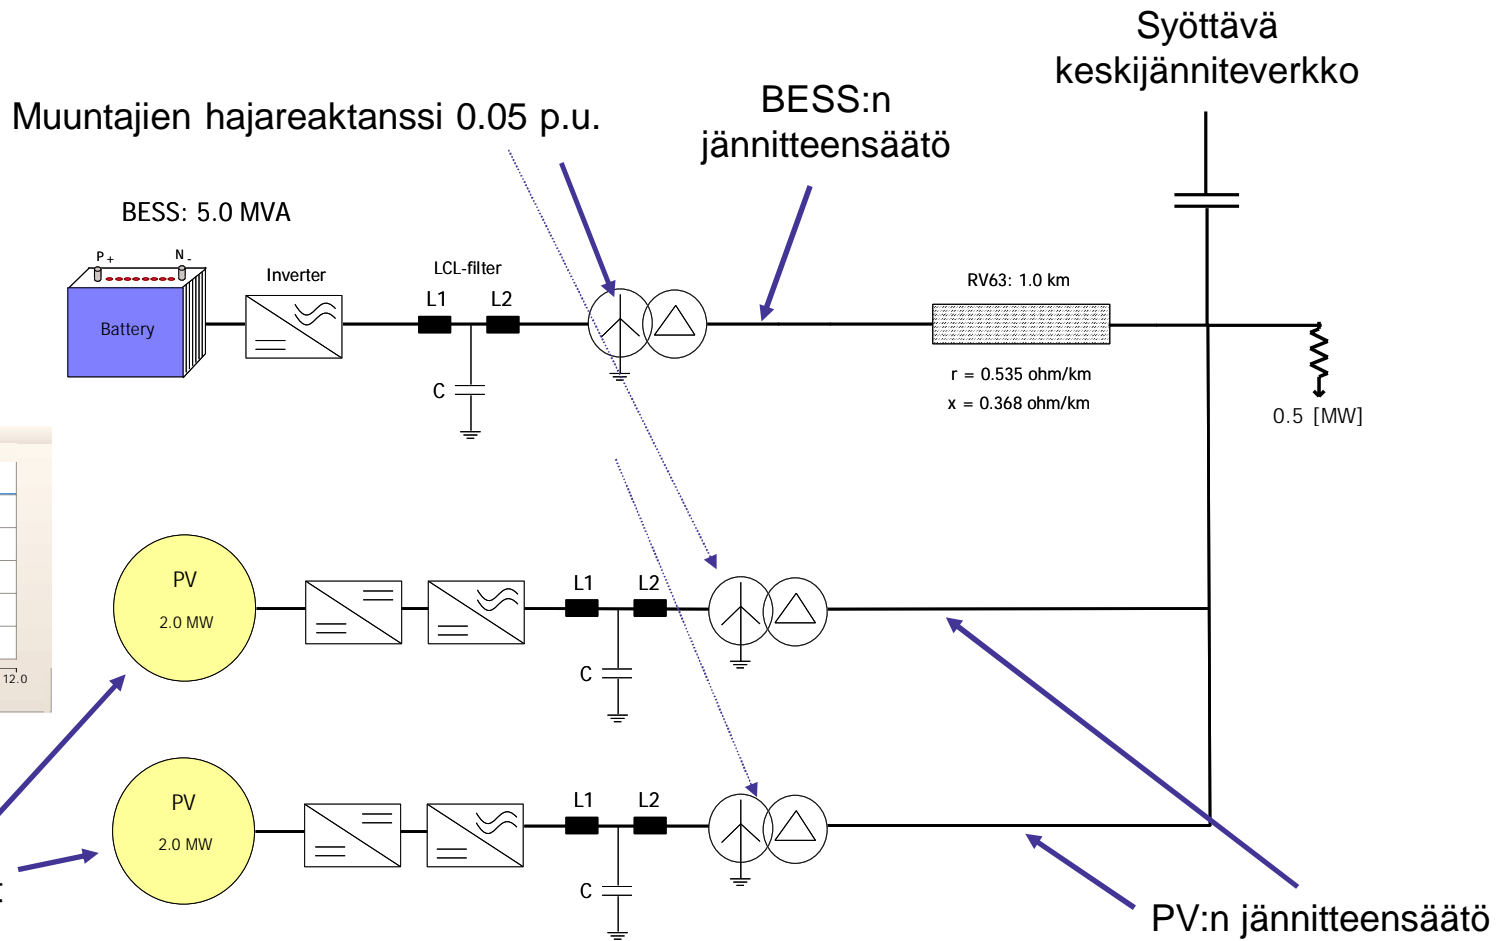 Syöttävä
keskijänniteverkko
Muuntajien hajareaktanssi 0.05 p.u.
BESS:n
jännitteensäätö
BESS: 5.0 MVA
P + N -
Inverter
LCL-filter
L1 L2
RV63: 1.0 km
Battery
C
r = 0.535 ohm/km
x = 0.368 ohm/km
0.5 [MW]
PV
2.0 MW
L1 L2
C
12.0
PV
2.0 MW
L1 L2
C
PV:n jännitteensäätö